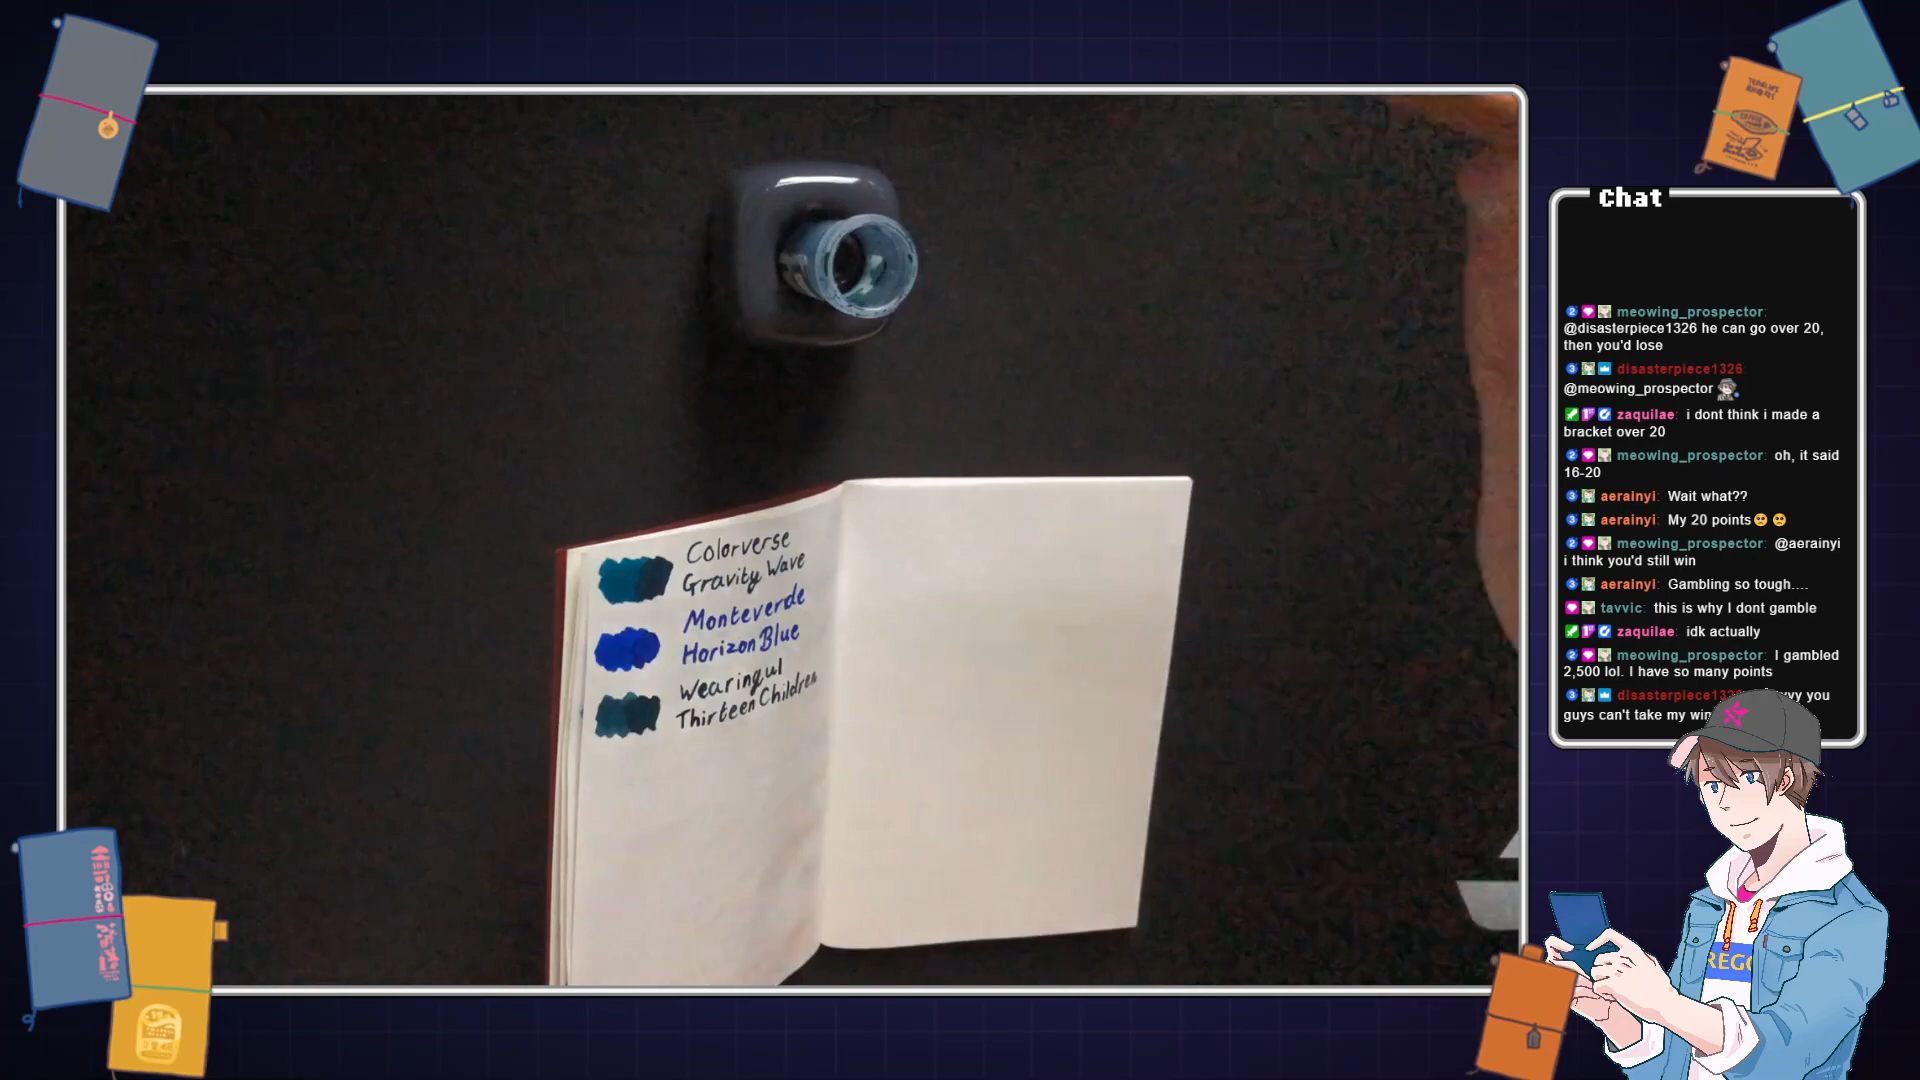 Colorverse
Gravity Wave
Monteverde
Horizon Blue
Wearingul
Thirteen Children
chat
meowing_prospector:
@disasterpiece1326 he can go over 20,
then you'd lose
disasterpiece1326:
@meowing_prospector
zaquilae: i dont think i made a
bracket over 20
meowing_prospector: oh, it said
16-20
aerainyi: Wait what??
aerainyi: My 20 points🥺 🥺
meowing_prospector: @aerainyi
i think you'd still win
aerainyi: Gambling so tough....
tavvic: this is why I dont gamble
zaquilae: idk actually
meowing_prospector: I gambled
2,500 lol. I have so many points
disasterpiece1326: you
guys can't take my